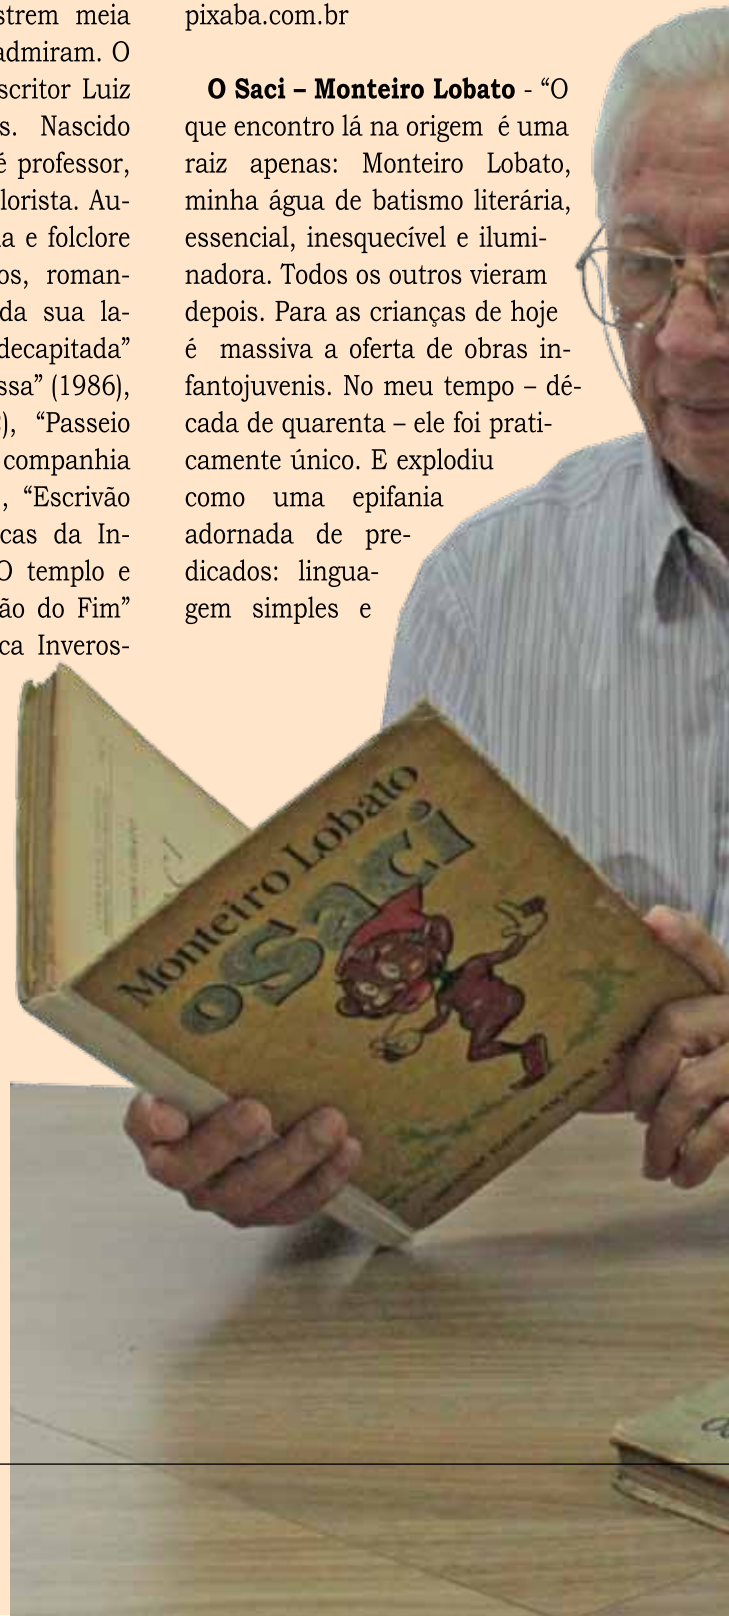 strem meia
admiram. O
scritor Luiz
s. Nascido
é professor,
lorista. Au-
a e folclore
os, roman-
da sua la-
decapitada”
ssa” (1986),
), “Passeio
companhia
, “Escrivão
cas da In-
O templo e
ão do Fim”
ca Inveros-
pixaba.com.br
O Saci – Monteiro Lobato - “O
que encontro lá na origem é uma
raiz apenas: Monteiro Lobato,
minha água de batismo literária,
essencial, inesquecível e ilumi-
nadora. Todos os outros vieram
depois. Para as crianças de hoje
é massiva a oferta de obras in-
fantojuvenis. No meu tempo – dé-
cada de quarenta – ele foi prati-
camente único. E explodiu
como uma epifania
adornada de pre-
dicados: lingua-
gem simples e
Monteiro Lobato
o Saci